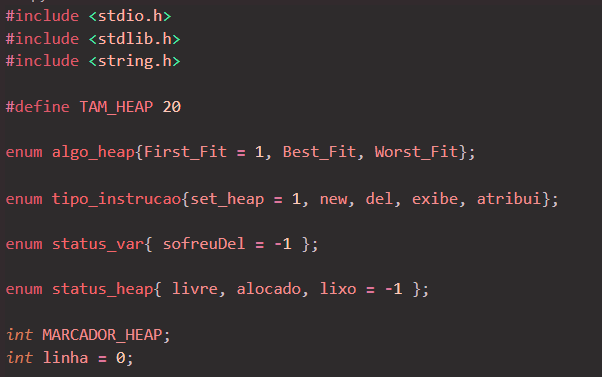 #include <stdio.h>
#include <stdlib.h>
#include <string.h>
#define TAM_HEAP 20
enum algo_heap{First_Fit = 1, Best_Fit, Worst_Fit};
enum tipo_instrucao{set_heap = 1, new, del, exibe, atribui};
enum status_var{ sofreuDel = -1 };
enum status_heap{ livre, alocado, lixo = -1 };
int MARCADOR_HEAP;
int linha = 0;